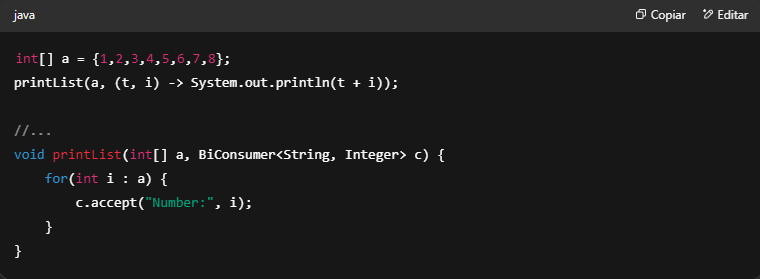 java
Copiar
Editar
int[] a = {1,2,3,4,5,6,7,8};
printList(a, (t, i) -> System.out.println(t + i));
//...
void printList(int[] a, BiConsumer<String, Integer> c) {
    for(int i : a) {
        c.accept("Number:", i);
    }
}